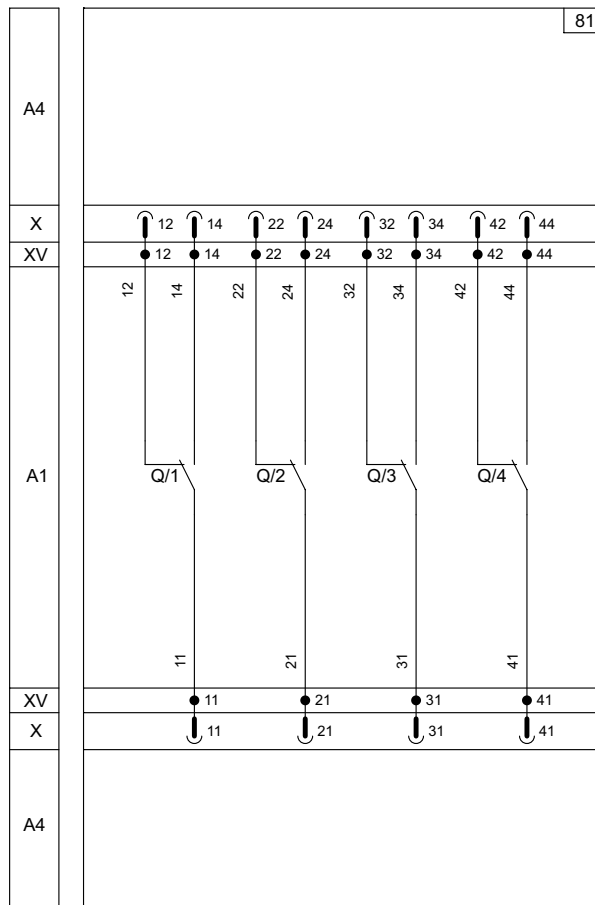 81
A4
X 12 14 22 24 32 34 42 44
XV 12 14 22 24 32 34 42 44
12 14 22 24 32 34 42 44
A1 Q/1 Q/2 Q/3 Q/4
11 21 31 41
XV 11 21 31 41
X 11 21 31 41
A4